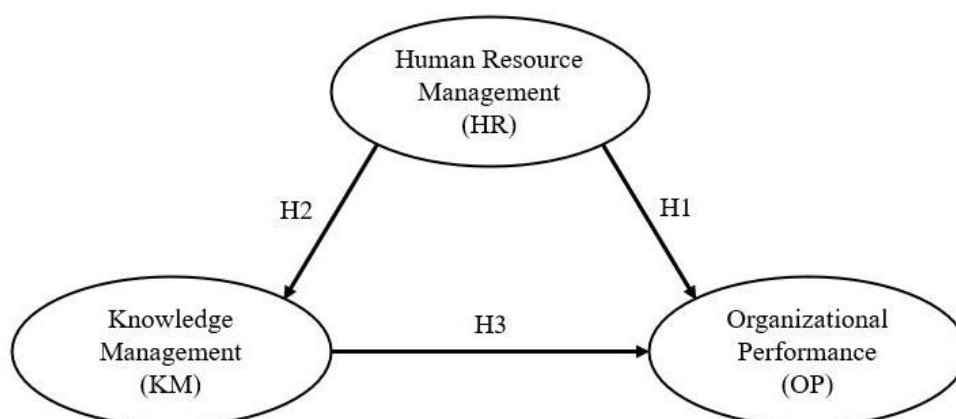 Human Resource
Management
(HR)
H2
H1
Knowledge
Management
(KM)
H3
Organizational
Performance
(OP)